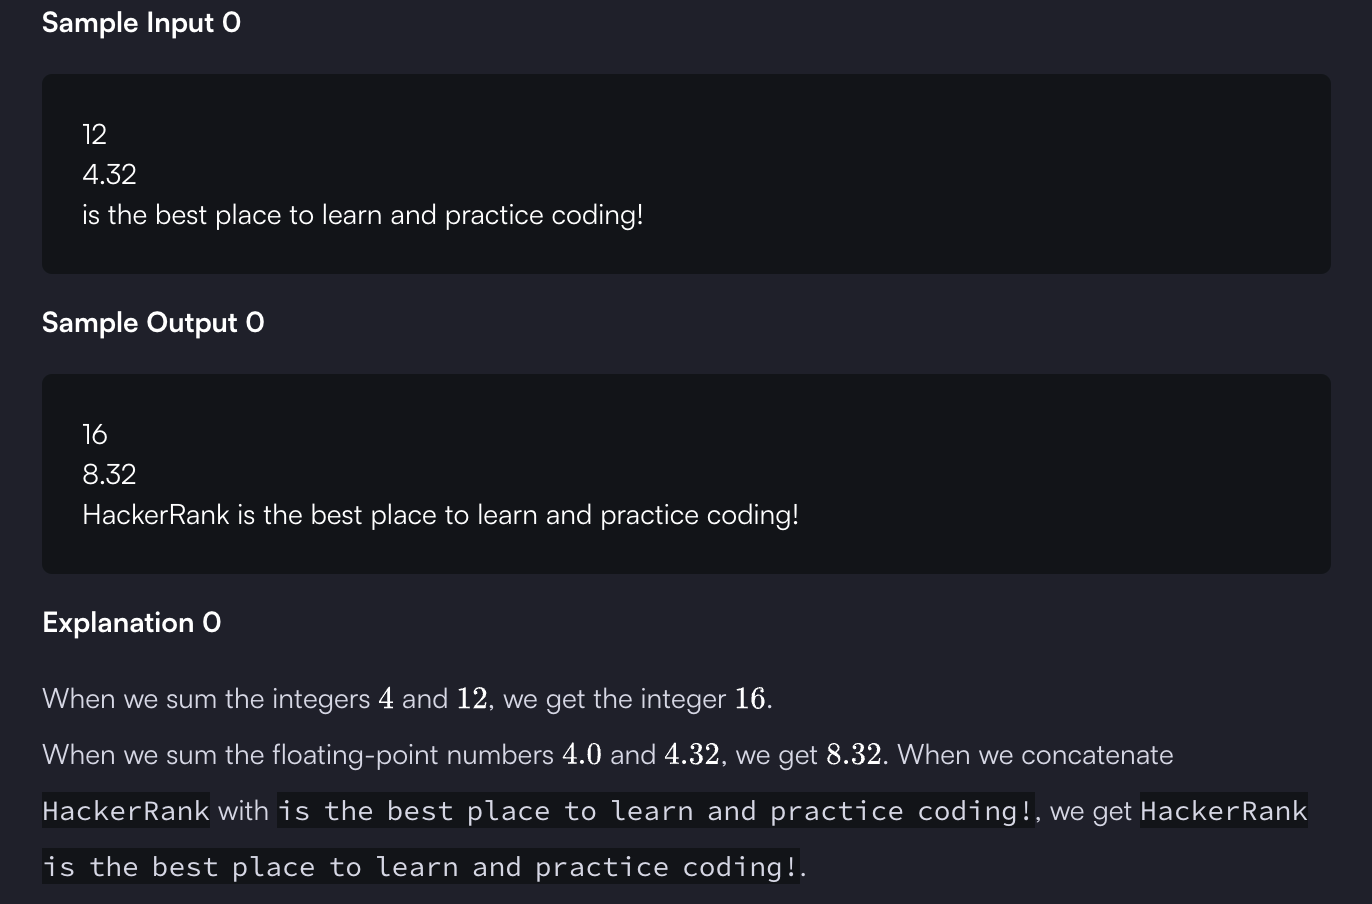 Sample Input 0
12
4.32
is the best place to learn and practice coding!
Sample Output 0
16
8.32
HackerRank is the best place to learn and practice coding!
Explanation 0
When we sum the integers 4 and 12, we get the integer 16.
When we sum the floating-point numbers 4.0 and 4.32, we get 8.32. When we concatenate
HackerRank with is the best place to learn and practice coding!, we get HackerRank
is the best place to learn and practice coding!.